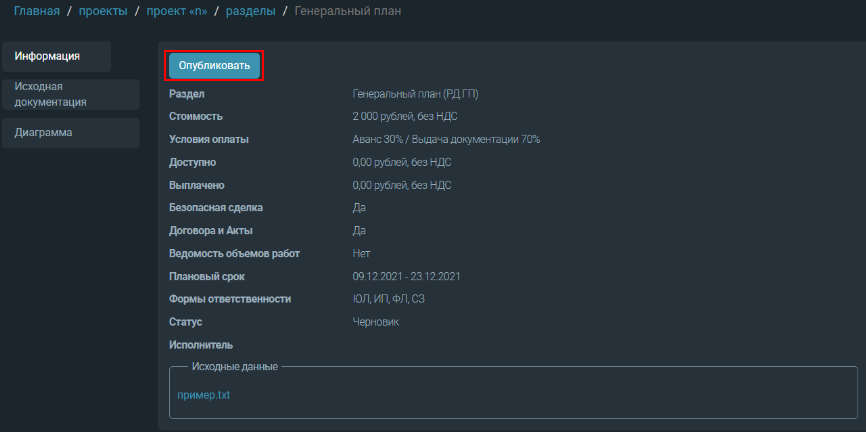 Главная / проекты / проект «n» / разделы / Генеральный план
Информация
Исходная
документация
Диаграмма
Опубликовать
Раздел Генеральный план (РД.ГП)
Стоимость 2 000 рублей, без НДС
Условия оплаты Аванс 30% / Выдача документации 70%
Доступно 0,00 рублей, без НДС
Выплачено 0,00 рублей, без НДС
Безопасная сделка Да
Договора и Акты Да
Ведомость объемов работ Нет
Плановый срок 09.12.2021 - 23.12.2021
Формы ответственности ЮЛ, ИП, ФЛ, СЗ
Статус Черновик
Исполнитель
Исходные данные
пример.txt